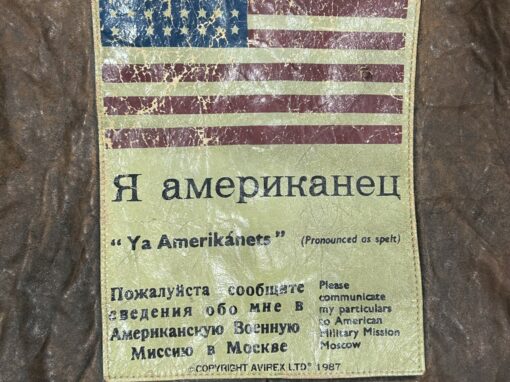 Я американец
“ Ya Amerikánets” (Pronounced as spelt)
Пожалуйста сообщите
сведения обо мне в
Американскую Военную
Миссию в Москве
Please
communicate
my particulars
to American
Military Mission
Moscow
©COPYRIGHT AVIREX LTD. 1987